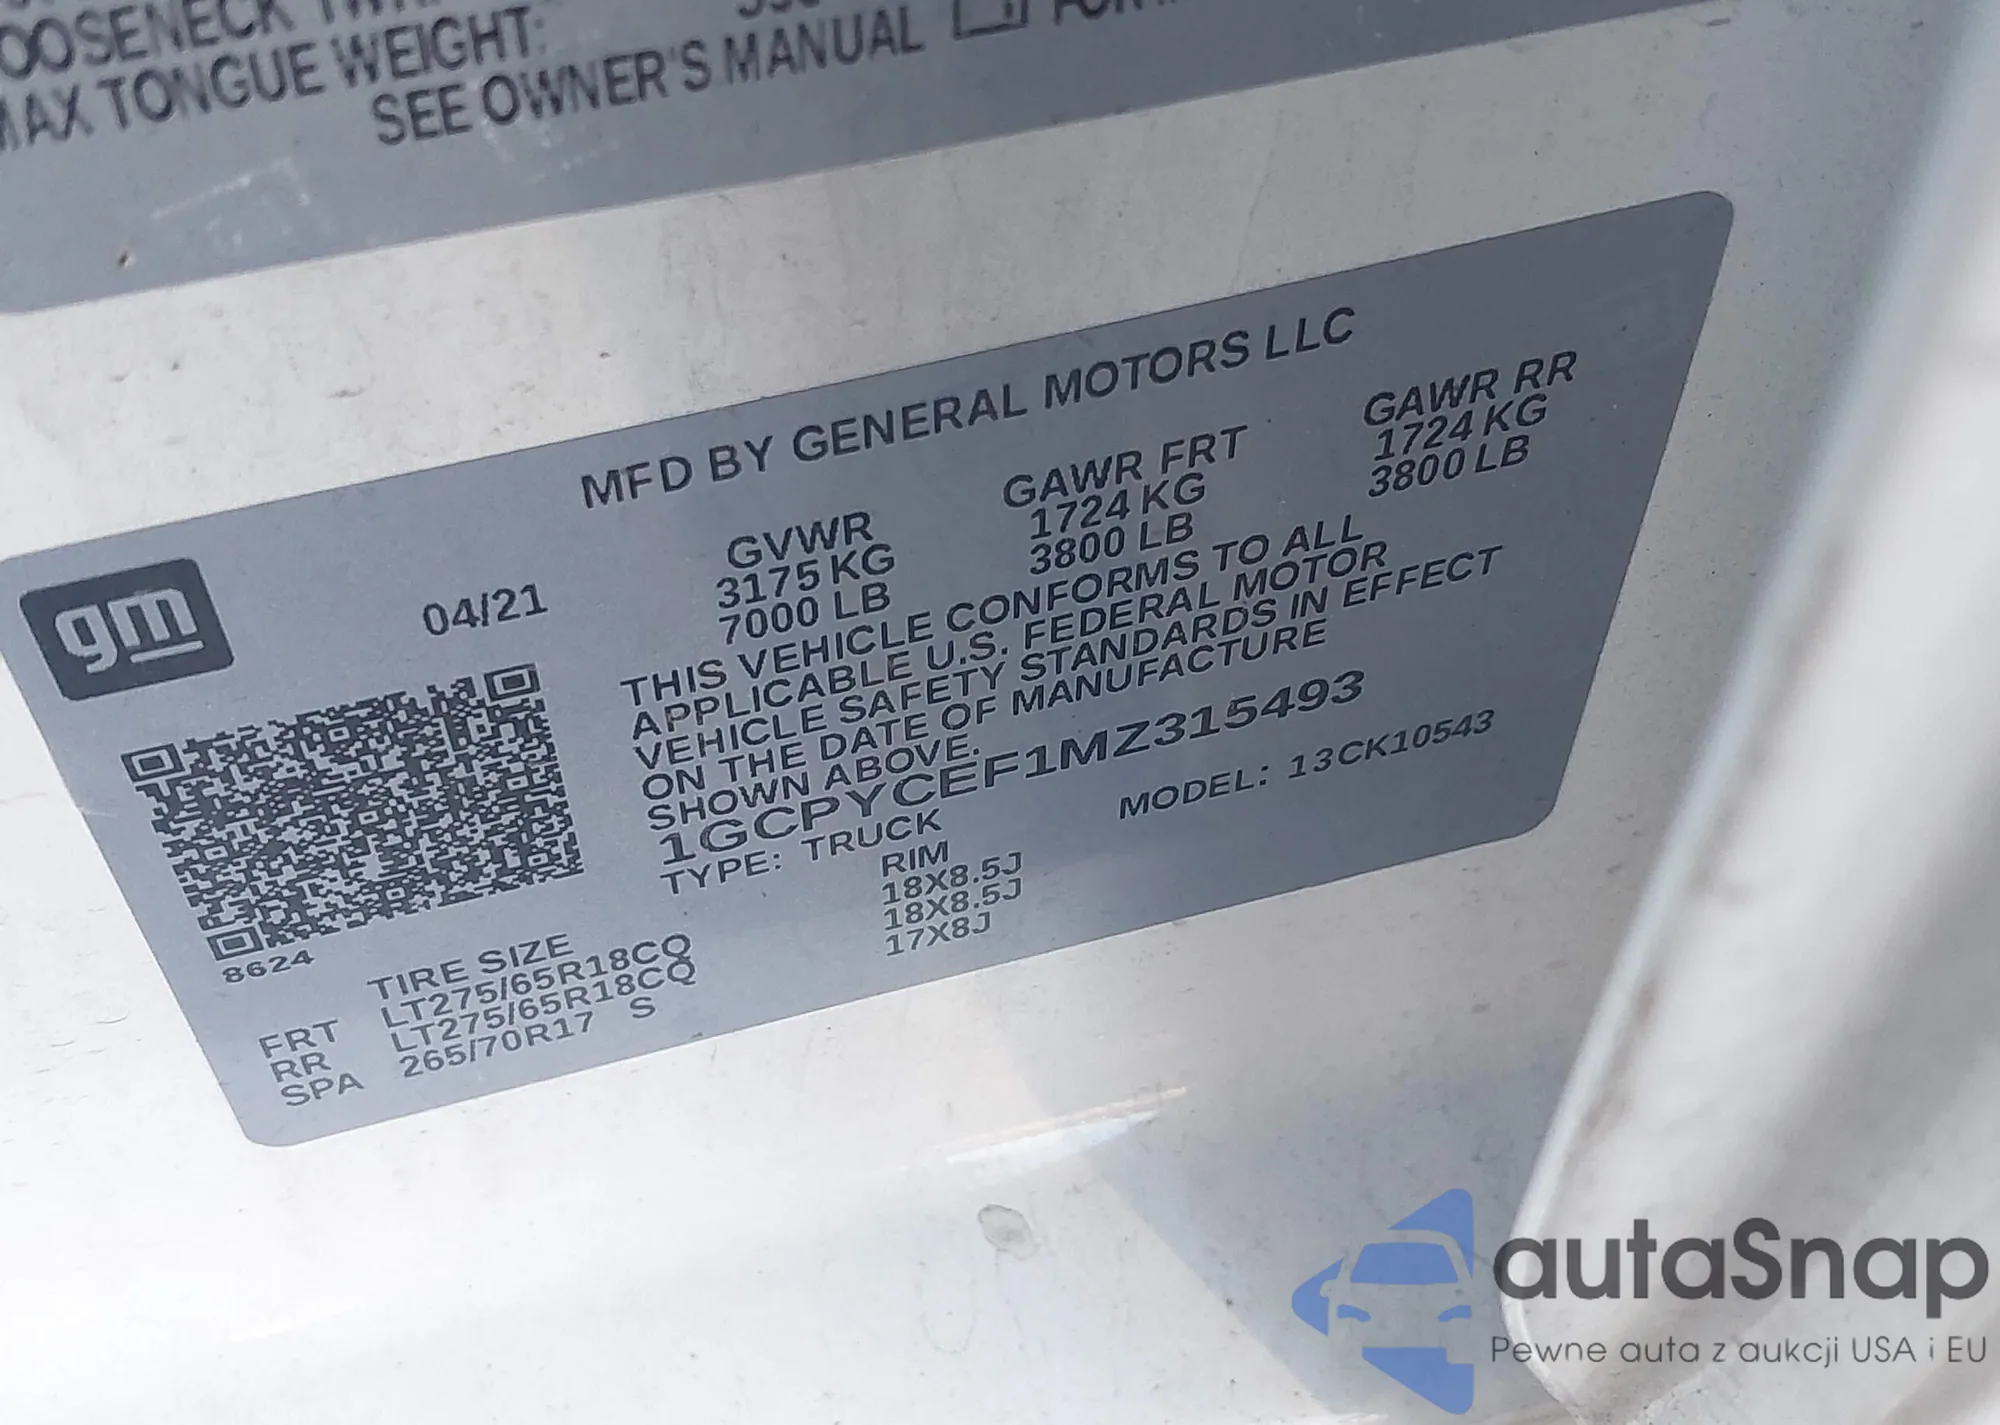 MAX TONGUE WEIGHT:
SEE OWNER'S MANUAL
MFD BY GENERAL MOTORS LLC
gm
04/21
GVWR GAWR FRT GAWR RR
3175 KG 1724 KG 1724 KG
7000 LB 3800 LB 3800 LB
THIS VEHICLE CONFORMS TO ALL
APPLICABLE U.S. FEDERAL MOTOR
VEHICLE SAFETY STANDARDS IN EFFECT
ON THE DATE OF MANUFACTURE
SHOWN ABOVE.
1GCPYCEF1MZ315493
TYPE: TRUCK MODEL: 13CK10543
8624
TIRE SIZE RIM
FRT LT275/65R18CQ 18X8.5J
RR LT275/65R18CQ 18X8.5J
SPA 265/70R17 S 17X8J
autaSnap
Pewne auta z aukcji USA i EU